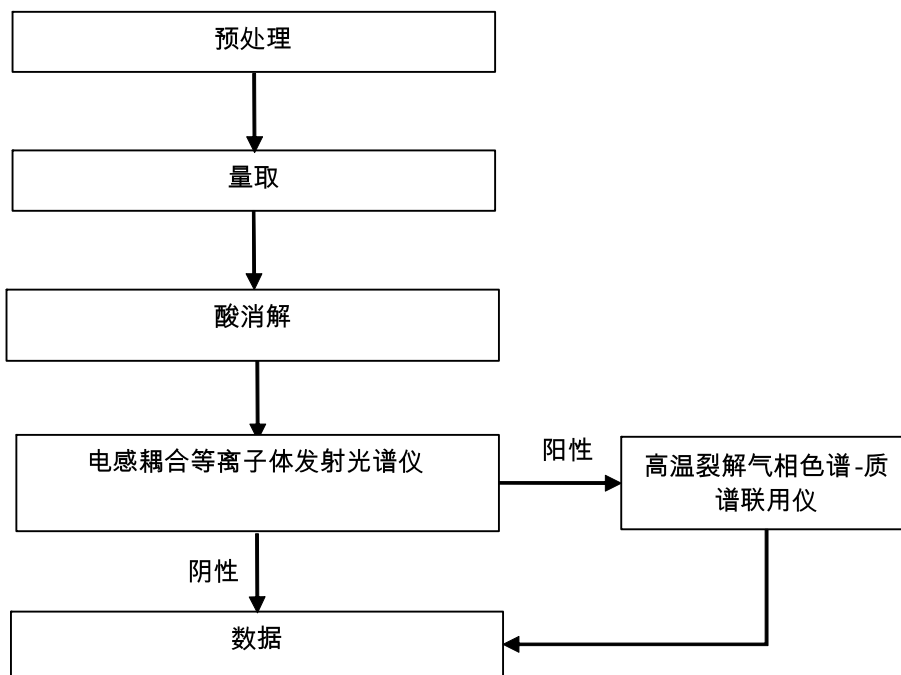 预处理
量取
酸消解
电感耦合等离子体发射光谱仪
阳性
高温裂解气相色谱-质
谱联用仪
阴性
数据